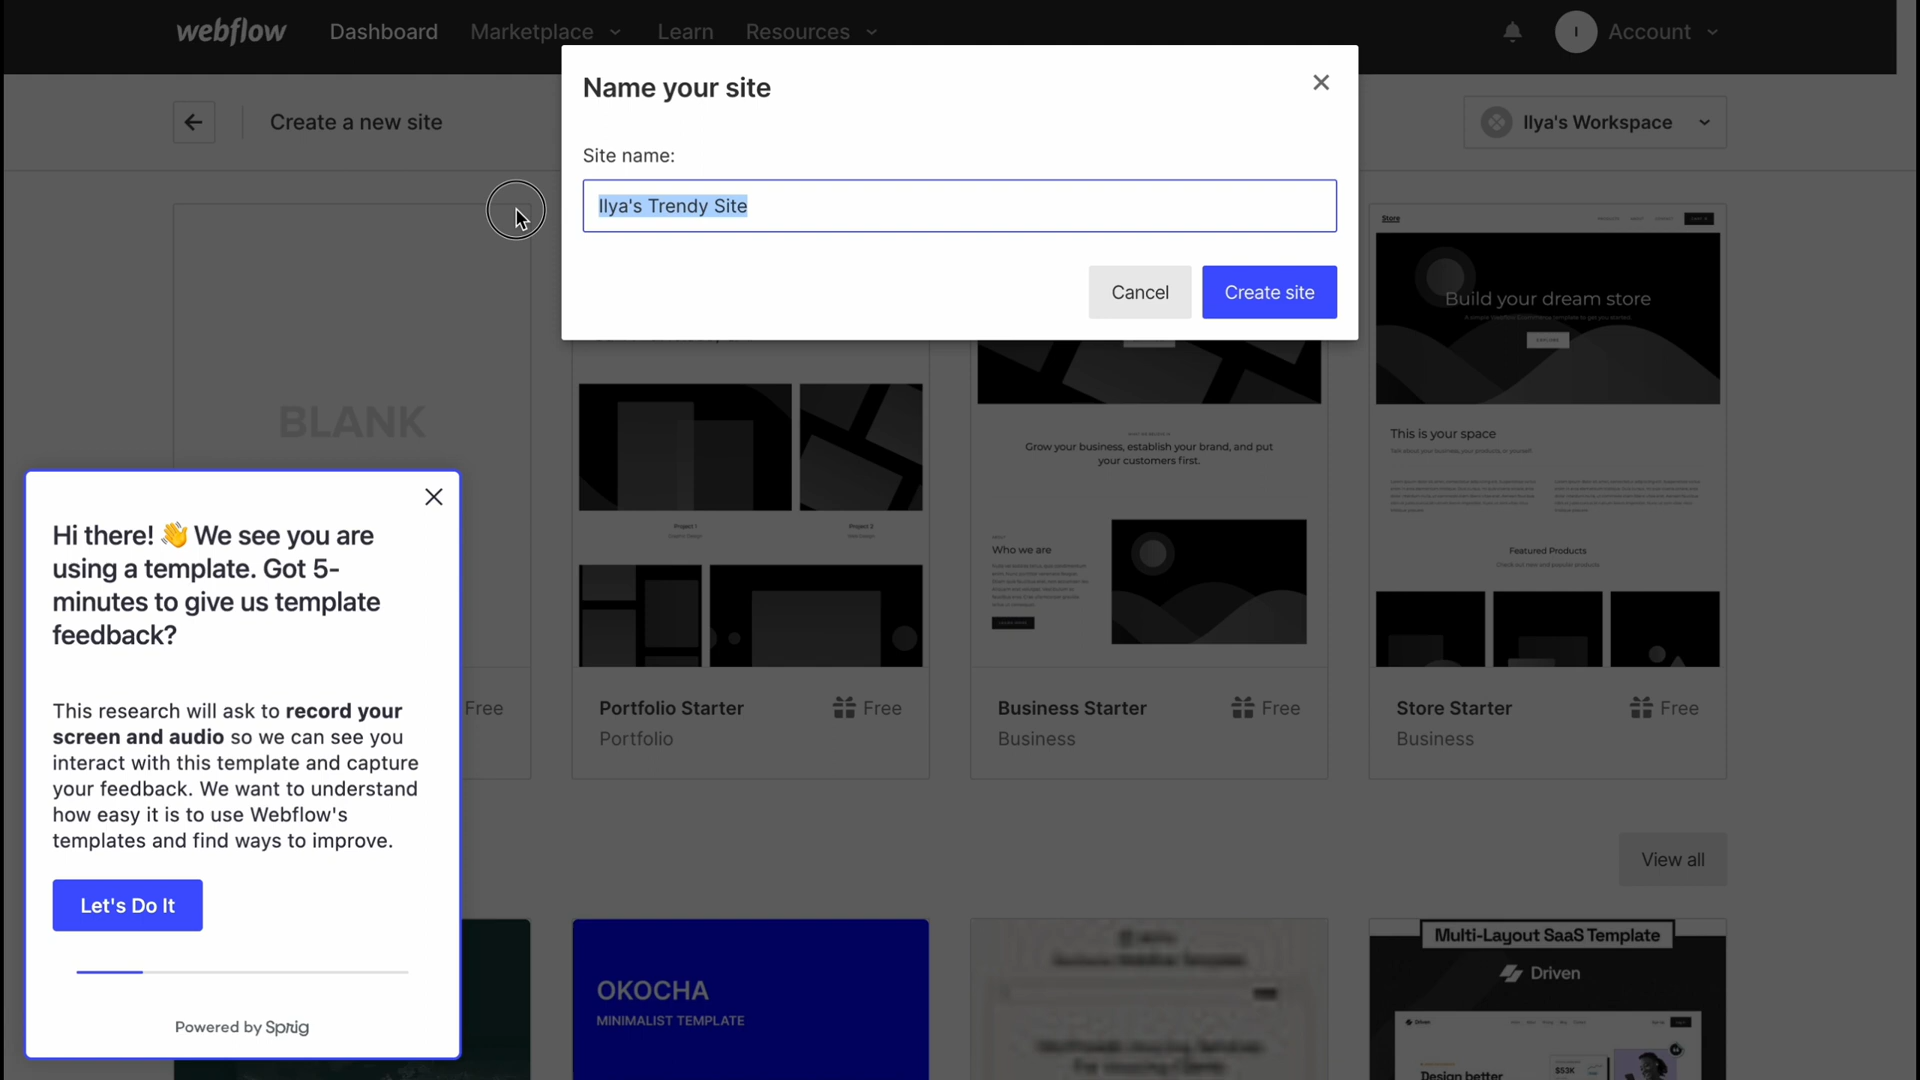 webflow
Dashboard
Marketplace
Learn
Resources
I
Account
Create a new site
Ilya's Workspace
Name your site
Site name:
Ilya's Trendy Site
Cancel
Create site
BLANK
Free
Portfolio Starter
Free
Portfolio
Project 1
Project 2
Grow your business, establish your brand, and put
your customers first.
Who we are
Business Starter
Free
Business
Store
Build your dream store
This is your space
Featured Products
Store Starter
Free
Business
View all
Hi there! 👋 We see you are
using a template. Got 5-
minutes to give us template
feedback?
This research will ask to record your
screen and audio so we can see you
interact with this template and capture
your feedback. We want to understand
how easy it is to use Webflow's
templates and find ways to improve.
Let's Do It
Powered by Sprig
OKOCHA
MINIMALIST TEMPLATE
Multi-Layout SaaS Template
Driven
Driven
$53K
Design better